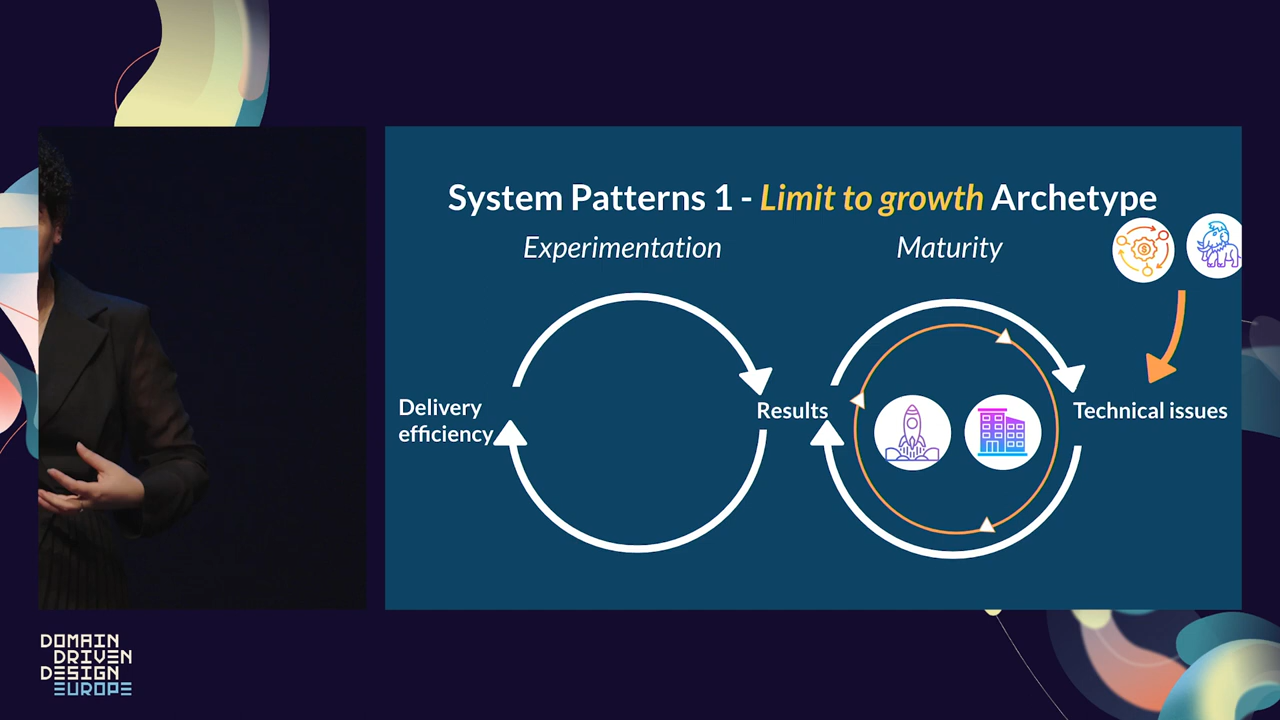 System Patterns 1 - Limit to growth Archetype
Experimentation
Maturity
Delivery
efficiency
Results
Technical issues
DOMAIN
DRIVEN
DESIGN
EUROPE